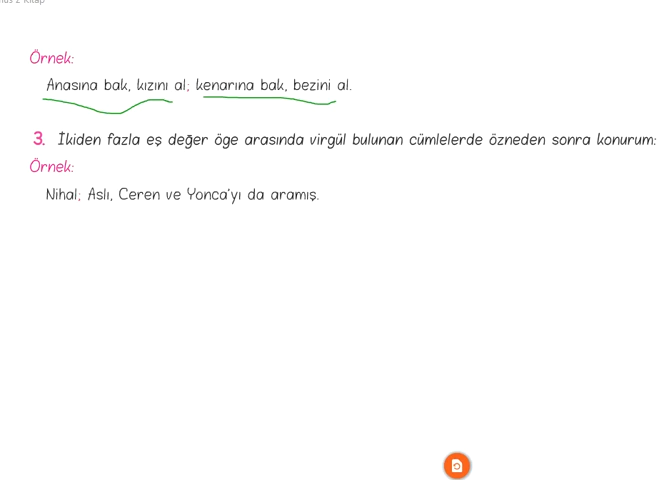 Örnek:
Anasına bak, kızını al; kenarına bak, bezini al.
3. İkiden fazla eş değer öge arasında virgül bulunan cümlelerde özneden sonra konurum:
Örnek:
Nihal; Aslı, Ceren ve Yonca'yı da aramış.